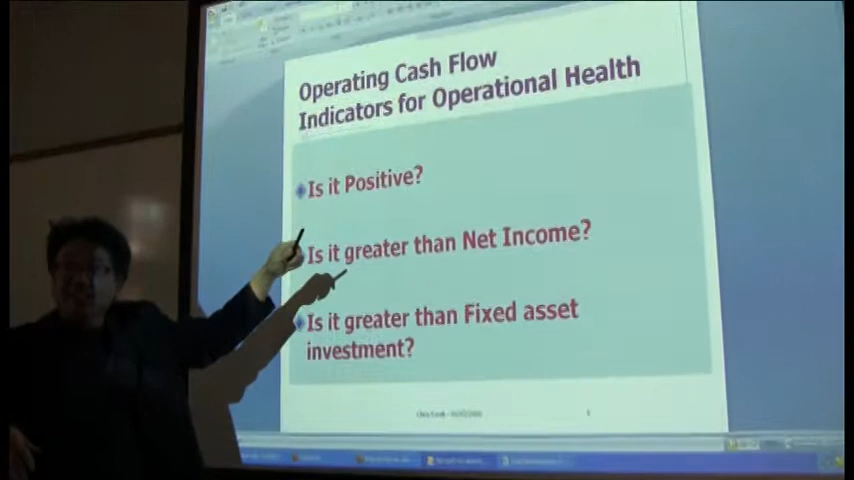 Operating Cash Flow
Indicators for Operational Health
Is it Positive?
Is it greater than Net Income?
Is it greater than Fixed asset
investment?